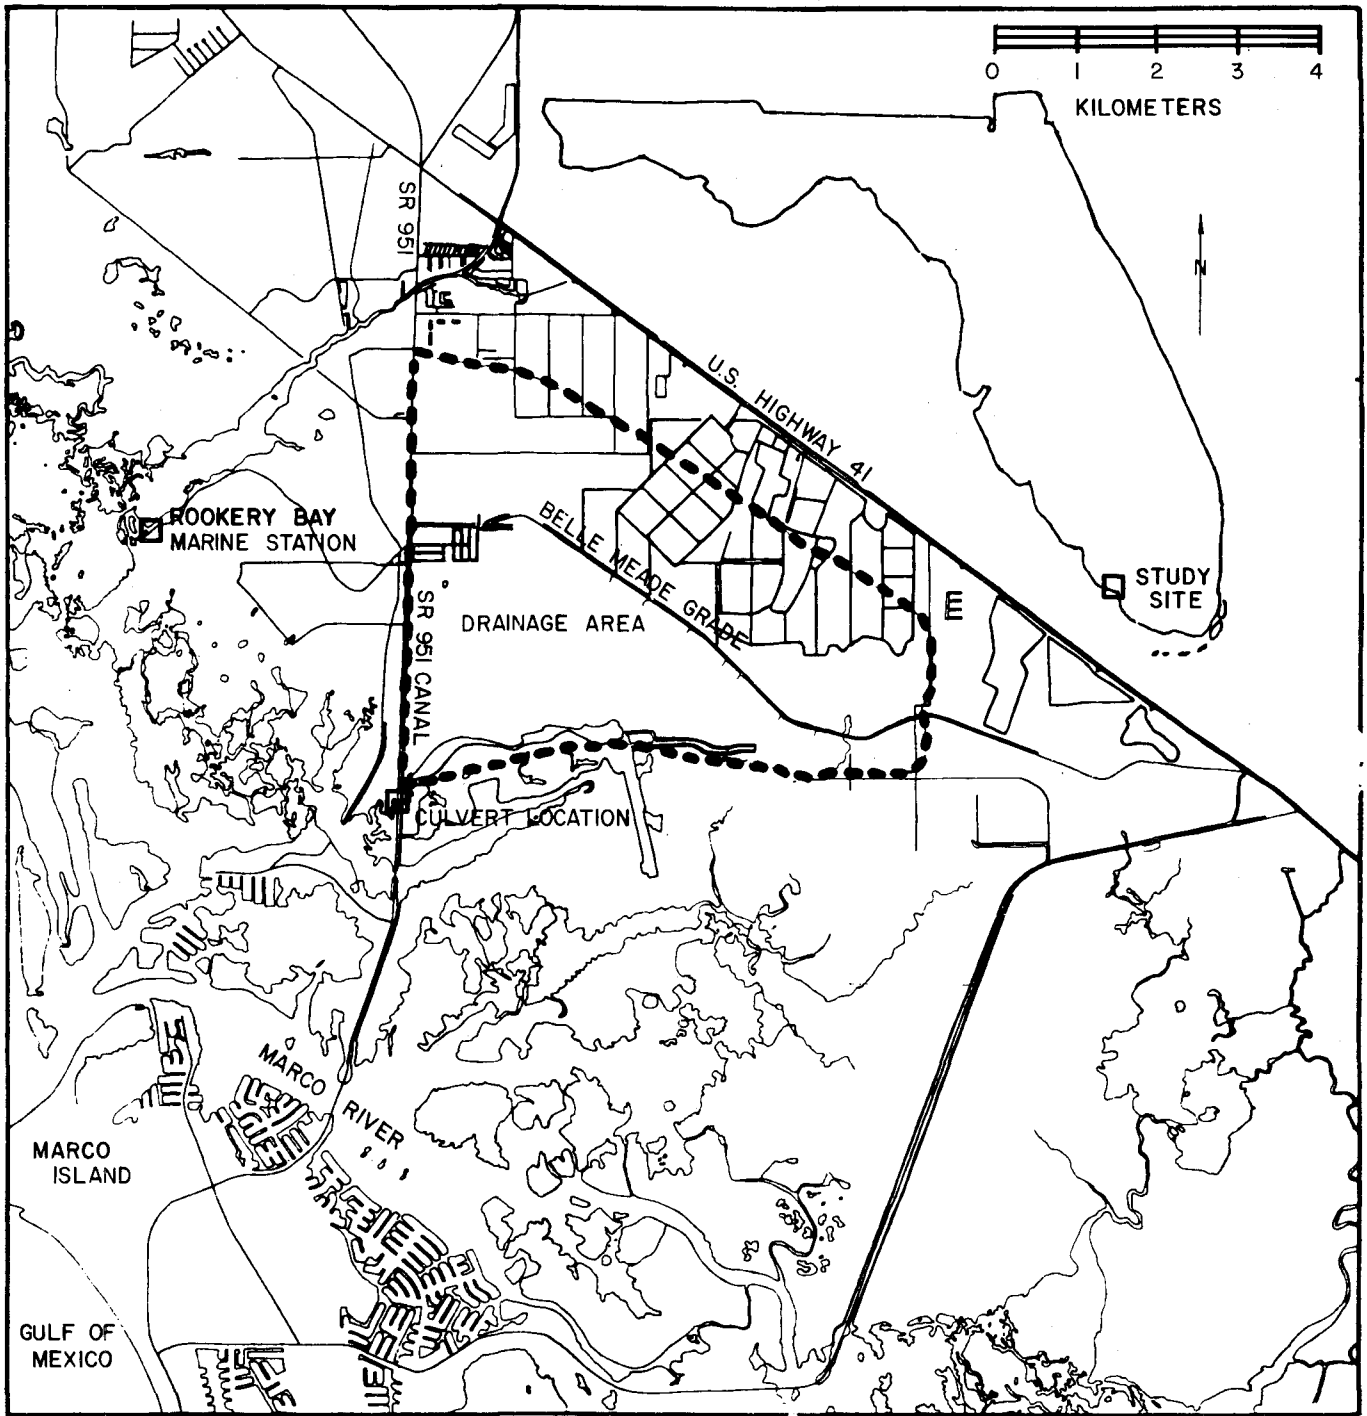 0 1 2 3 4
KILOMETERS
SR 951
N
U.S. HIGHWAY 41
ROOKERY BAY
MARINE STATION
BELLE MEADE GRADE
STUDY
SITE
SR 951 CANAL
DRAINAGE AREA
CULVERT LOCATION
MARCO
RIVER
MARCO
ISLAND
GULF OF
MEXICO